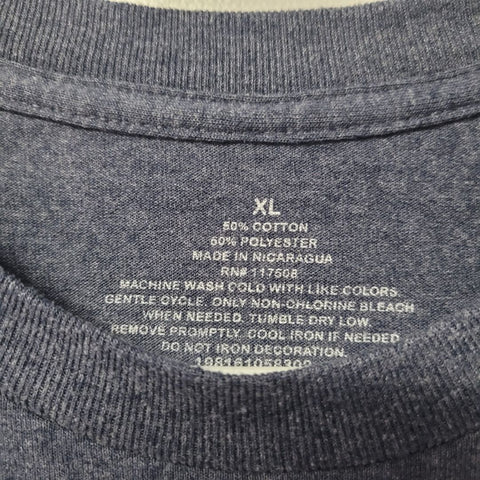 XL
50% COTTON
50% POLYESTER
MADE IN NICARAGUA
RN# 117508
MACHINE WASH COLD WITH LIKE COLORS
GENTLE CYCLE. ONLY NON-CHLORINE BLEACH
WHEN NEEDED. TUMBLE DRY LOW.
REMOVE PROMPTLY. COOL IRON IF NEEDED
DO NOT IRON DECORATION.